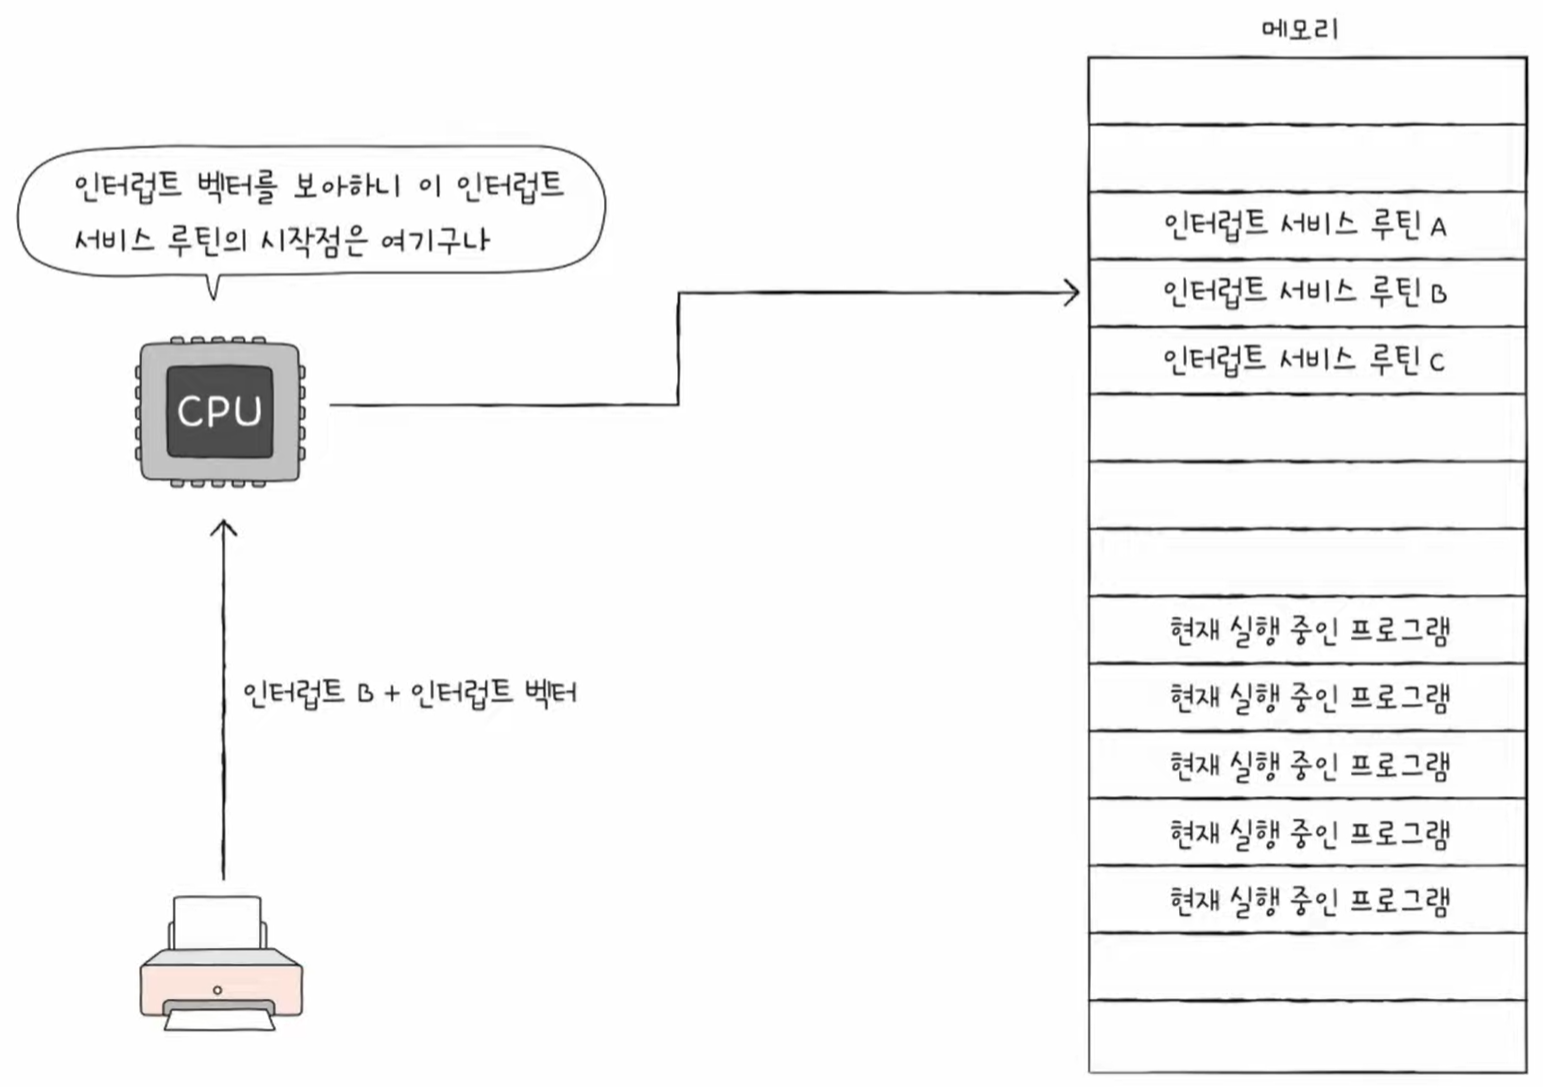 메모리
인터럽트 벡터를 보아하니 이 인터럽트
서비스 루틴의 시작점은 여기구나
CPU
인터럽트 B + 인터럽트 벡터
인터럽트 서비스 루틴 A
인터럽트 서비스 루틴 B
인터럽트 서비스 루틴 C
현재 실행 중인 프로그램
현재 실행 중인 프로그램
현재 실행 중인 프로그램
현재 실행 중인 프로그램
현재 실행 중인 프로그램